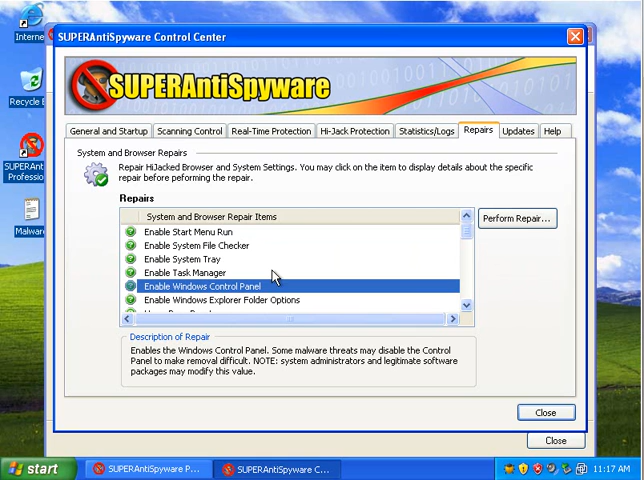 Interne
Recycle B
SUPERAnti
Professio
Malware
SUPERAntiSpyware Control Center
SUPERAntiSpyware
General and Startup Scanning Control Real-Time Protection Hi-Jack Protection Statistics/Logs Repairs Updates Help
System and Browser Repairs
Repair HiJacked Browser and System Settings. You may click on the item to display details about the specific
repair before peforming the repair.
Repairs
System and Browser Repair Items
Perform Repair...
Enable Start Menu Run
Enable System File Checker
Enable System Tray
Enable Task Manager
Enable Windows Control Panel
Enable Windows Explorer Folder Options
Description of Repair
Enables the Windows Control Panel. Some malware threats may disable the Control
Panel to make removal difficult. NOTE: system administrators and legitimate software
packages may modify this value.
Close
Close
start SUPERAntiSpyware P... SUPERAntiSpyware C... 11:17 AM